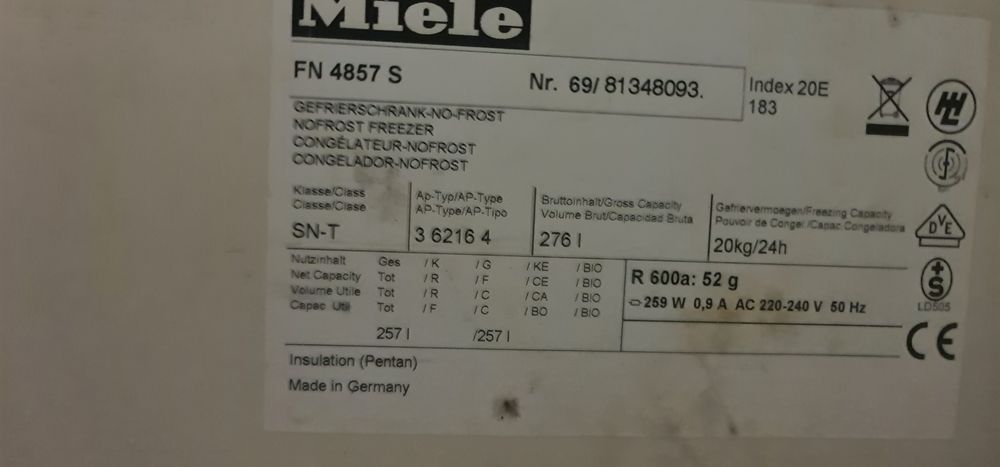 Miele
FN 4857 S
Nr. 69/ 81348093.
Index 20E
183
GEFRIERSCHRANK-NO-FROST
NOFROST FREEZER
CONGÉLATEUR-NOFROST
CONGELADOR-NOFROST
Klasse/Class
Classe/Clase
SN-T
Ap-Typ/AP-Type
AP-Type/AP-Tipo
3 6216 4
Bruttoinhalt/Gross Capacity
Volume Brut/Capacidad Bruta
276 l
Gefriervermoegen/Freezing Capacity
Pouvoir de Congel./Capac.Congeladora
20kg/24h
Nutzinhalt Ges / K / G / KE / BIO
Net Capacity Tot / R / F / CE / BIO
Volume Utile Tot / R / C / CA / BIO
Capac. Util Tot / F / C / BO / BIO
257 l /257 l
R 600a: 52 g
259 W 0,9 A AC 220-240 V 50 Hz
Insulation (Pentan)
Made in Germany
DVE
S
LD505
CE